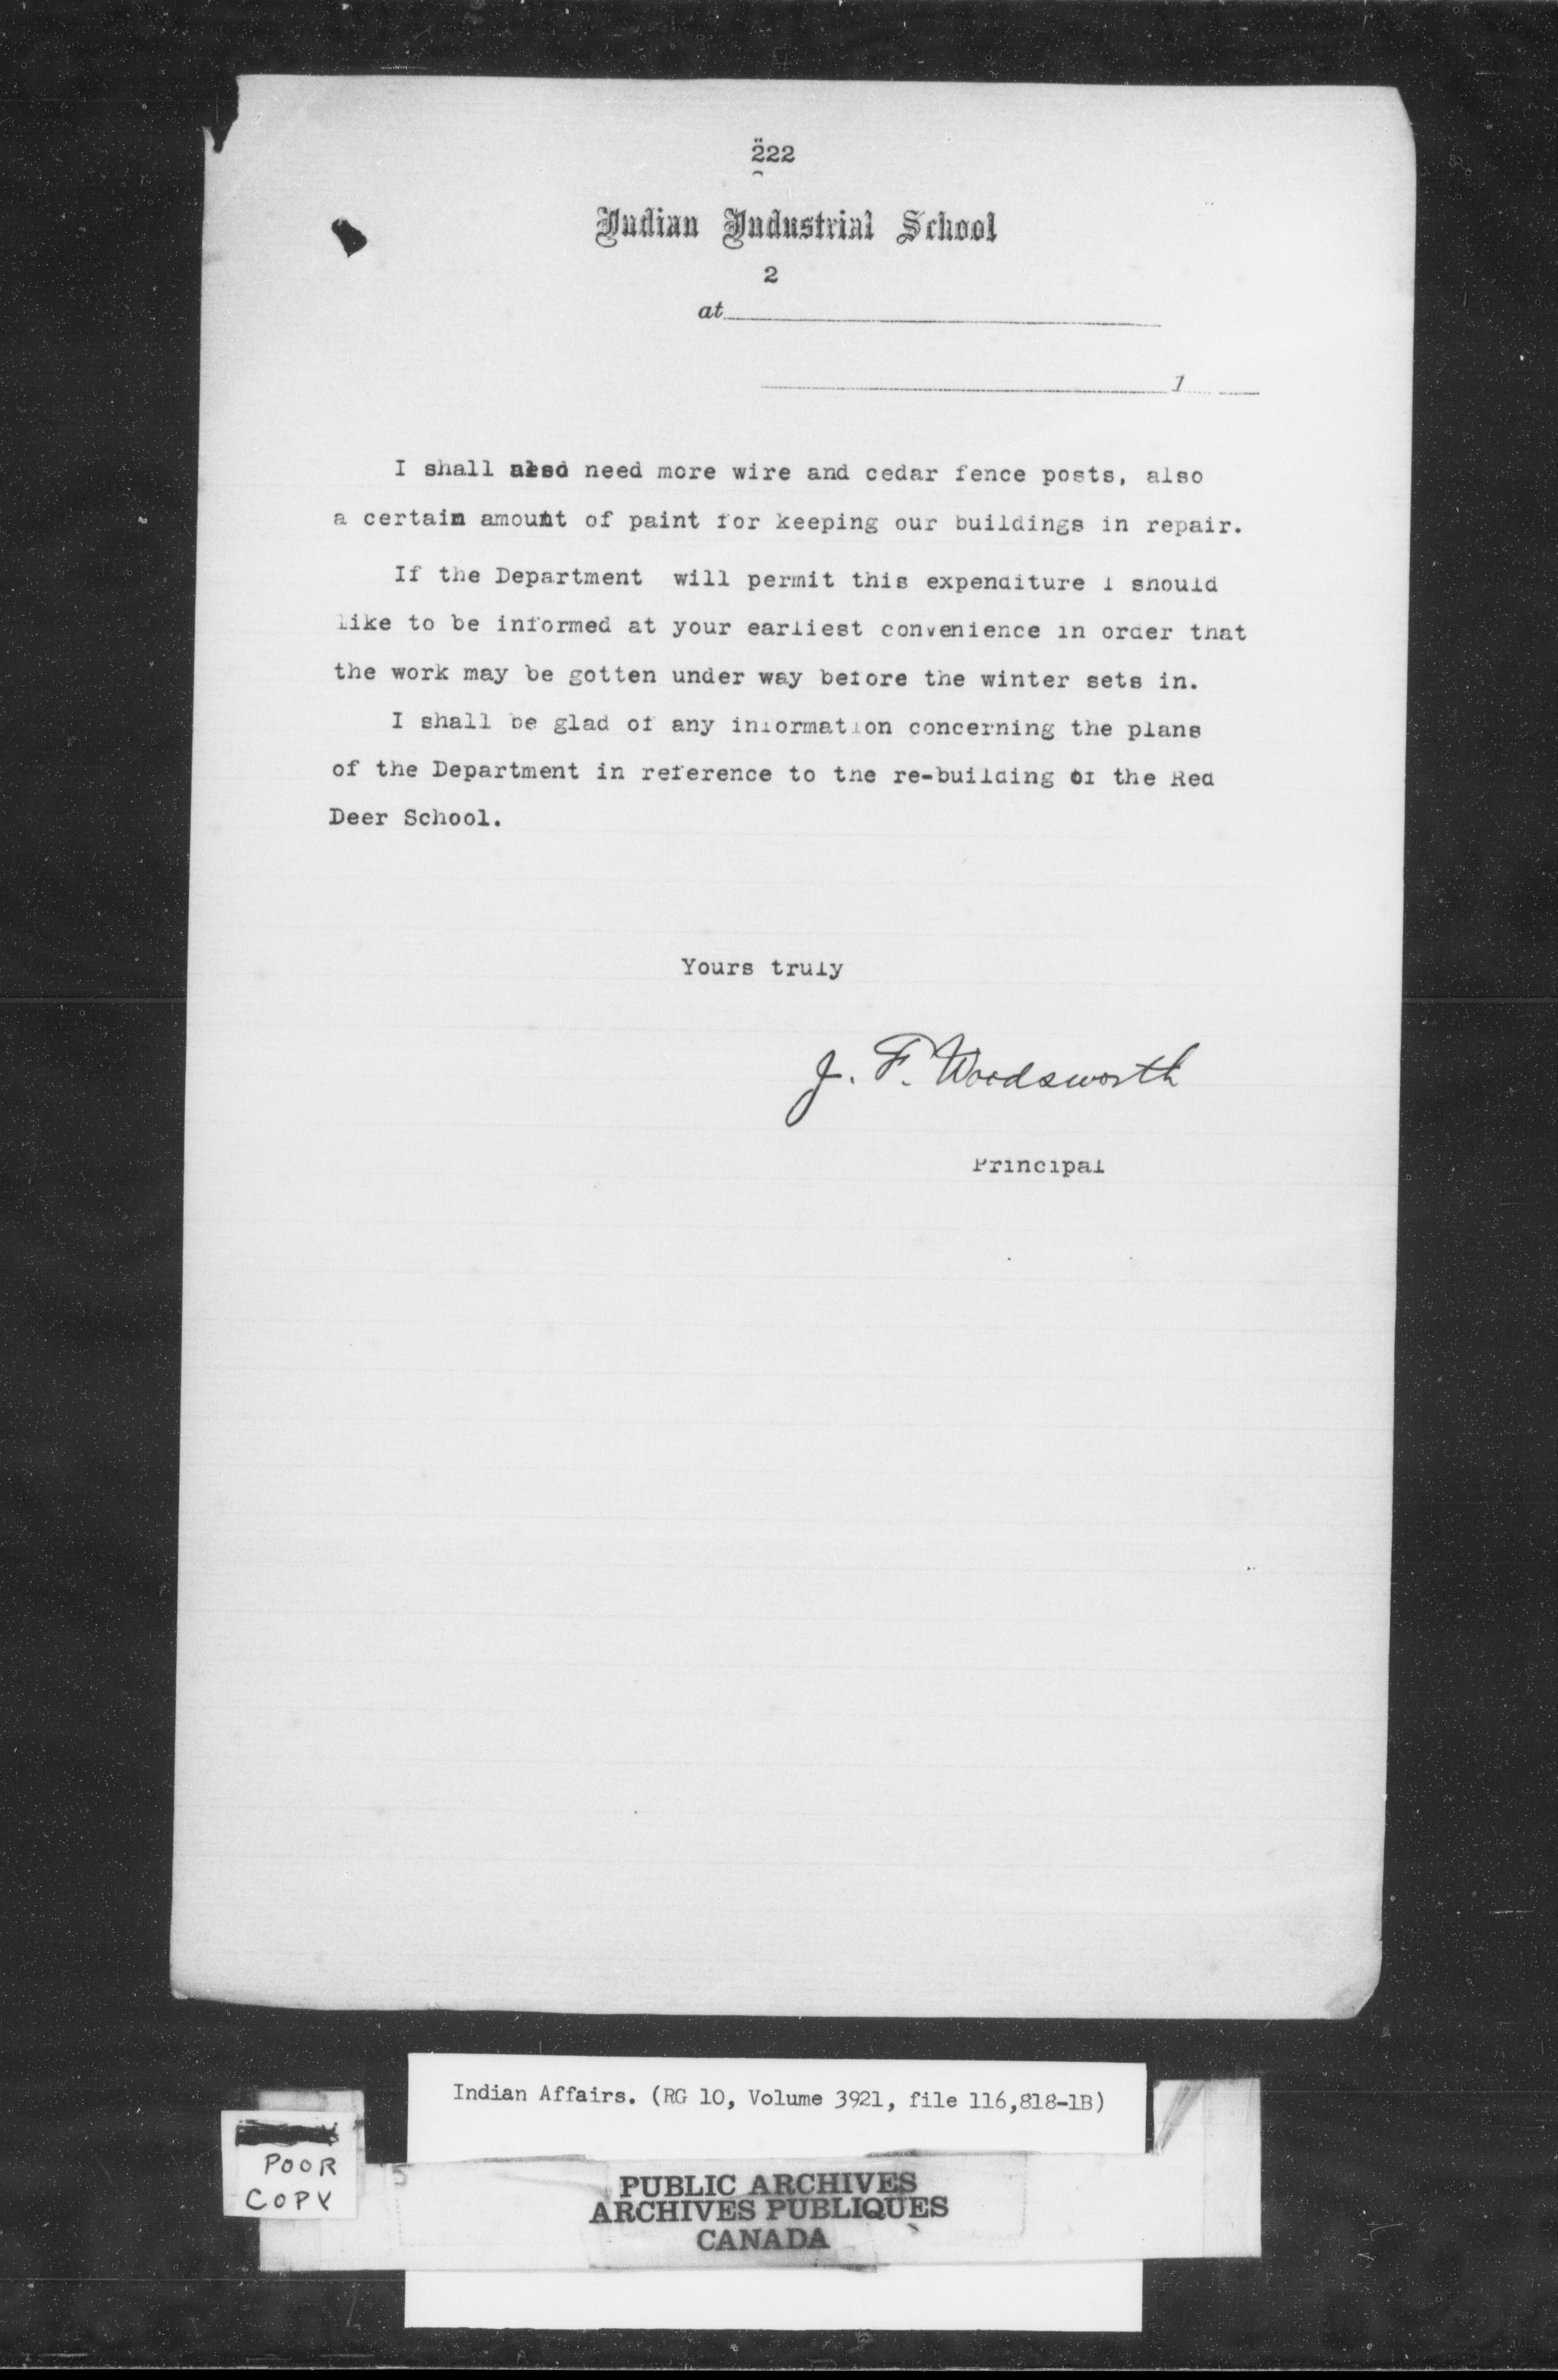 222
Indian Industrial School
2
at
1
I shall also need more wire and cedar fence posts, also
a certain amount of paint for keeping our buildings in repair.
If the Department will permit this expenditure I should
like to be informed at your earliest convenience in order that
the work may be gotten under way before the winter sets in.
I shall be glad of any information concerning the plans
of the Department in reference to the re-building of the Red
Deer School.
Yours truly
J. F. Woodsworth
Principal
Indian Affairs. (RG 10, Volume 3921, file 116,818-1B)
POOR
COPY
5
PUBLIC ARCHIVES
ARCHIVES PUBLIQUES
CANADA